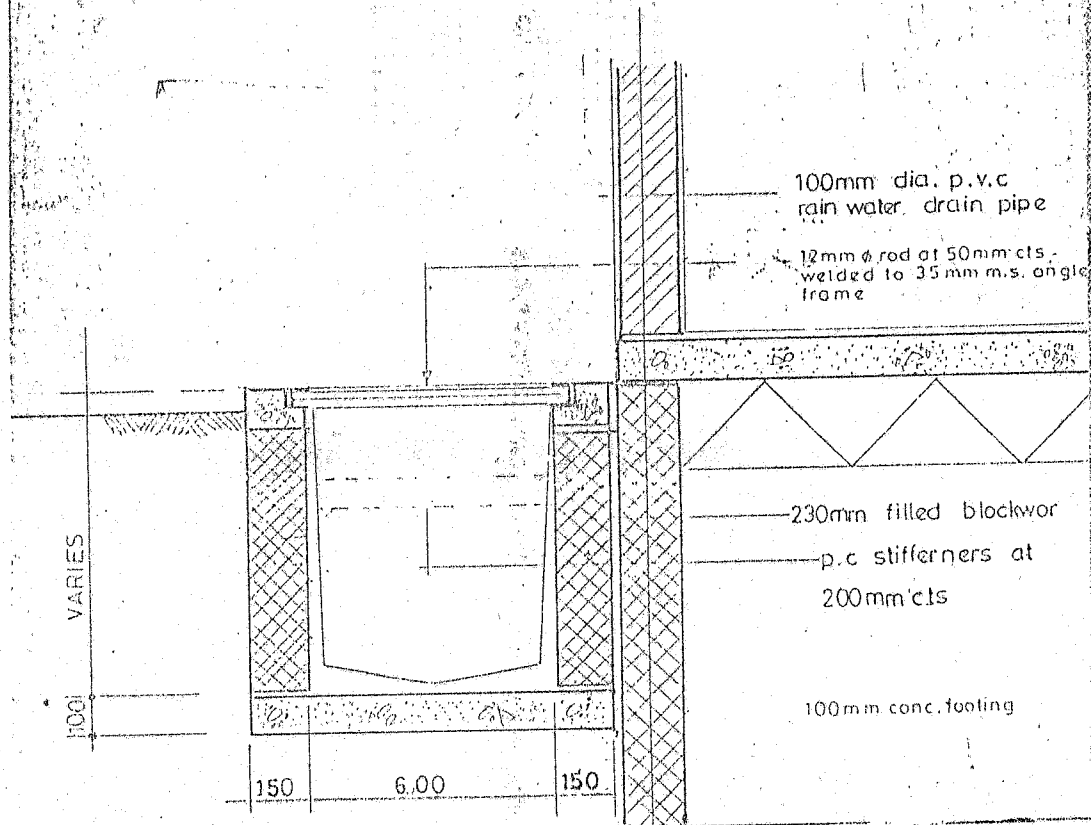 100mm dia. p.v.c
rain water drain pipe
12mm ϕ rod at 50mm cts
welded to 35mm m.s. angle
frame
230mm filled blockwor
p.c stifferners at
200mm cts
100mm conc. footing
VARIES
100
150
6.00
150